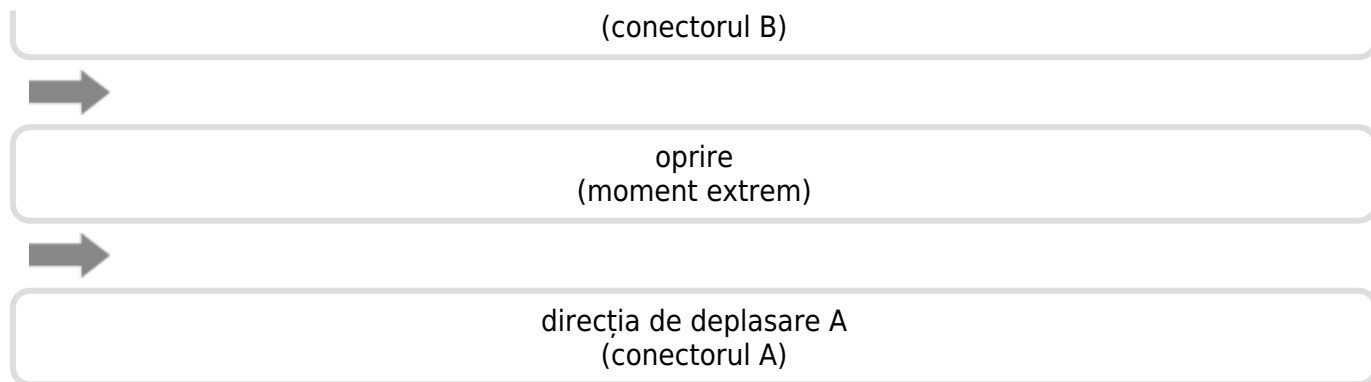 (conectorul B)
oprire
(moment extrem)
direcția de deplasare A
(conectorul A)